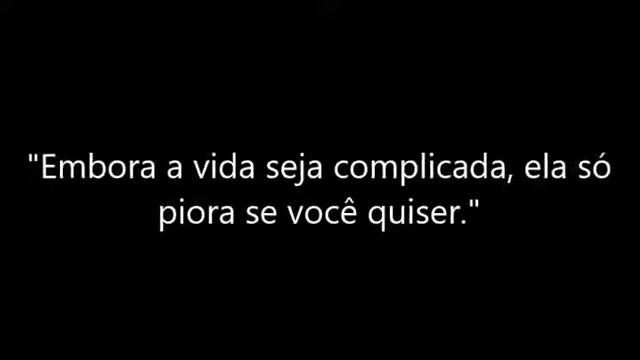 "Embora a vida seja complicada, ela só
piora se você quiser."